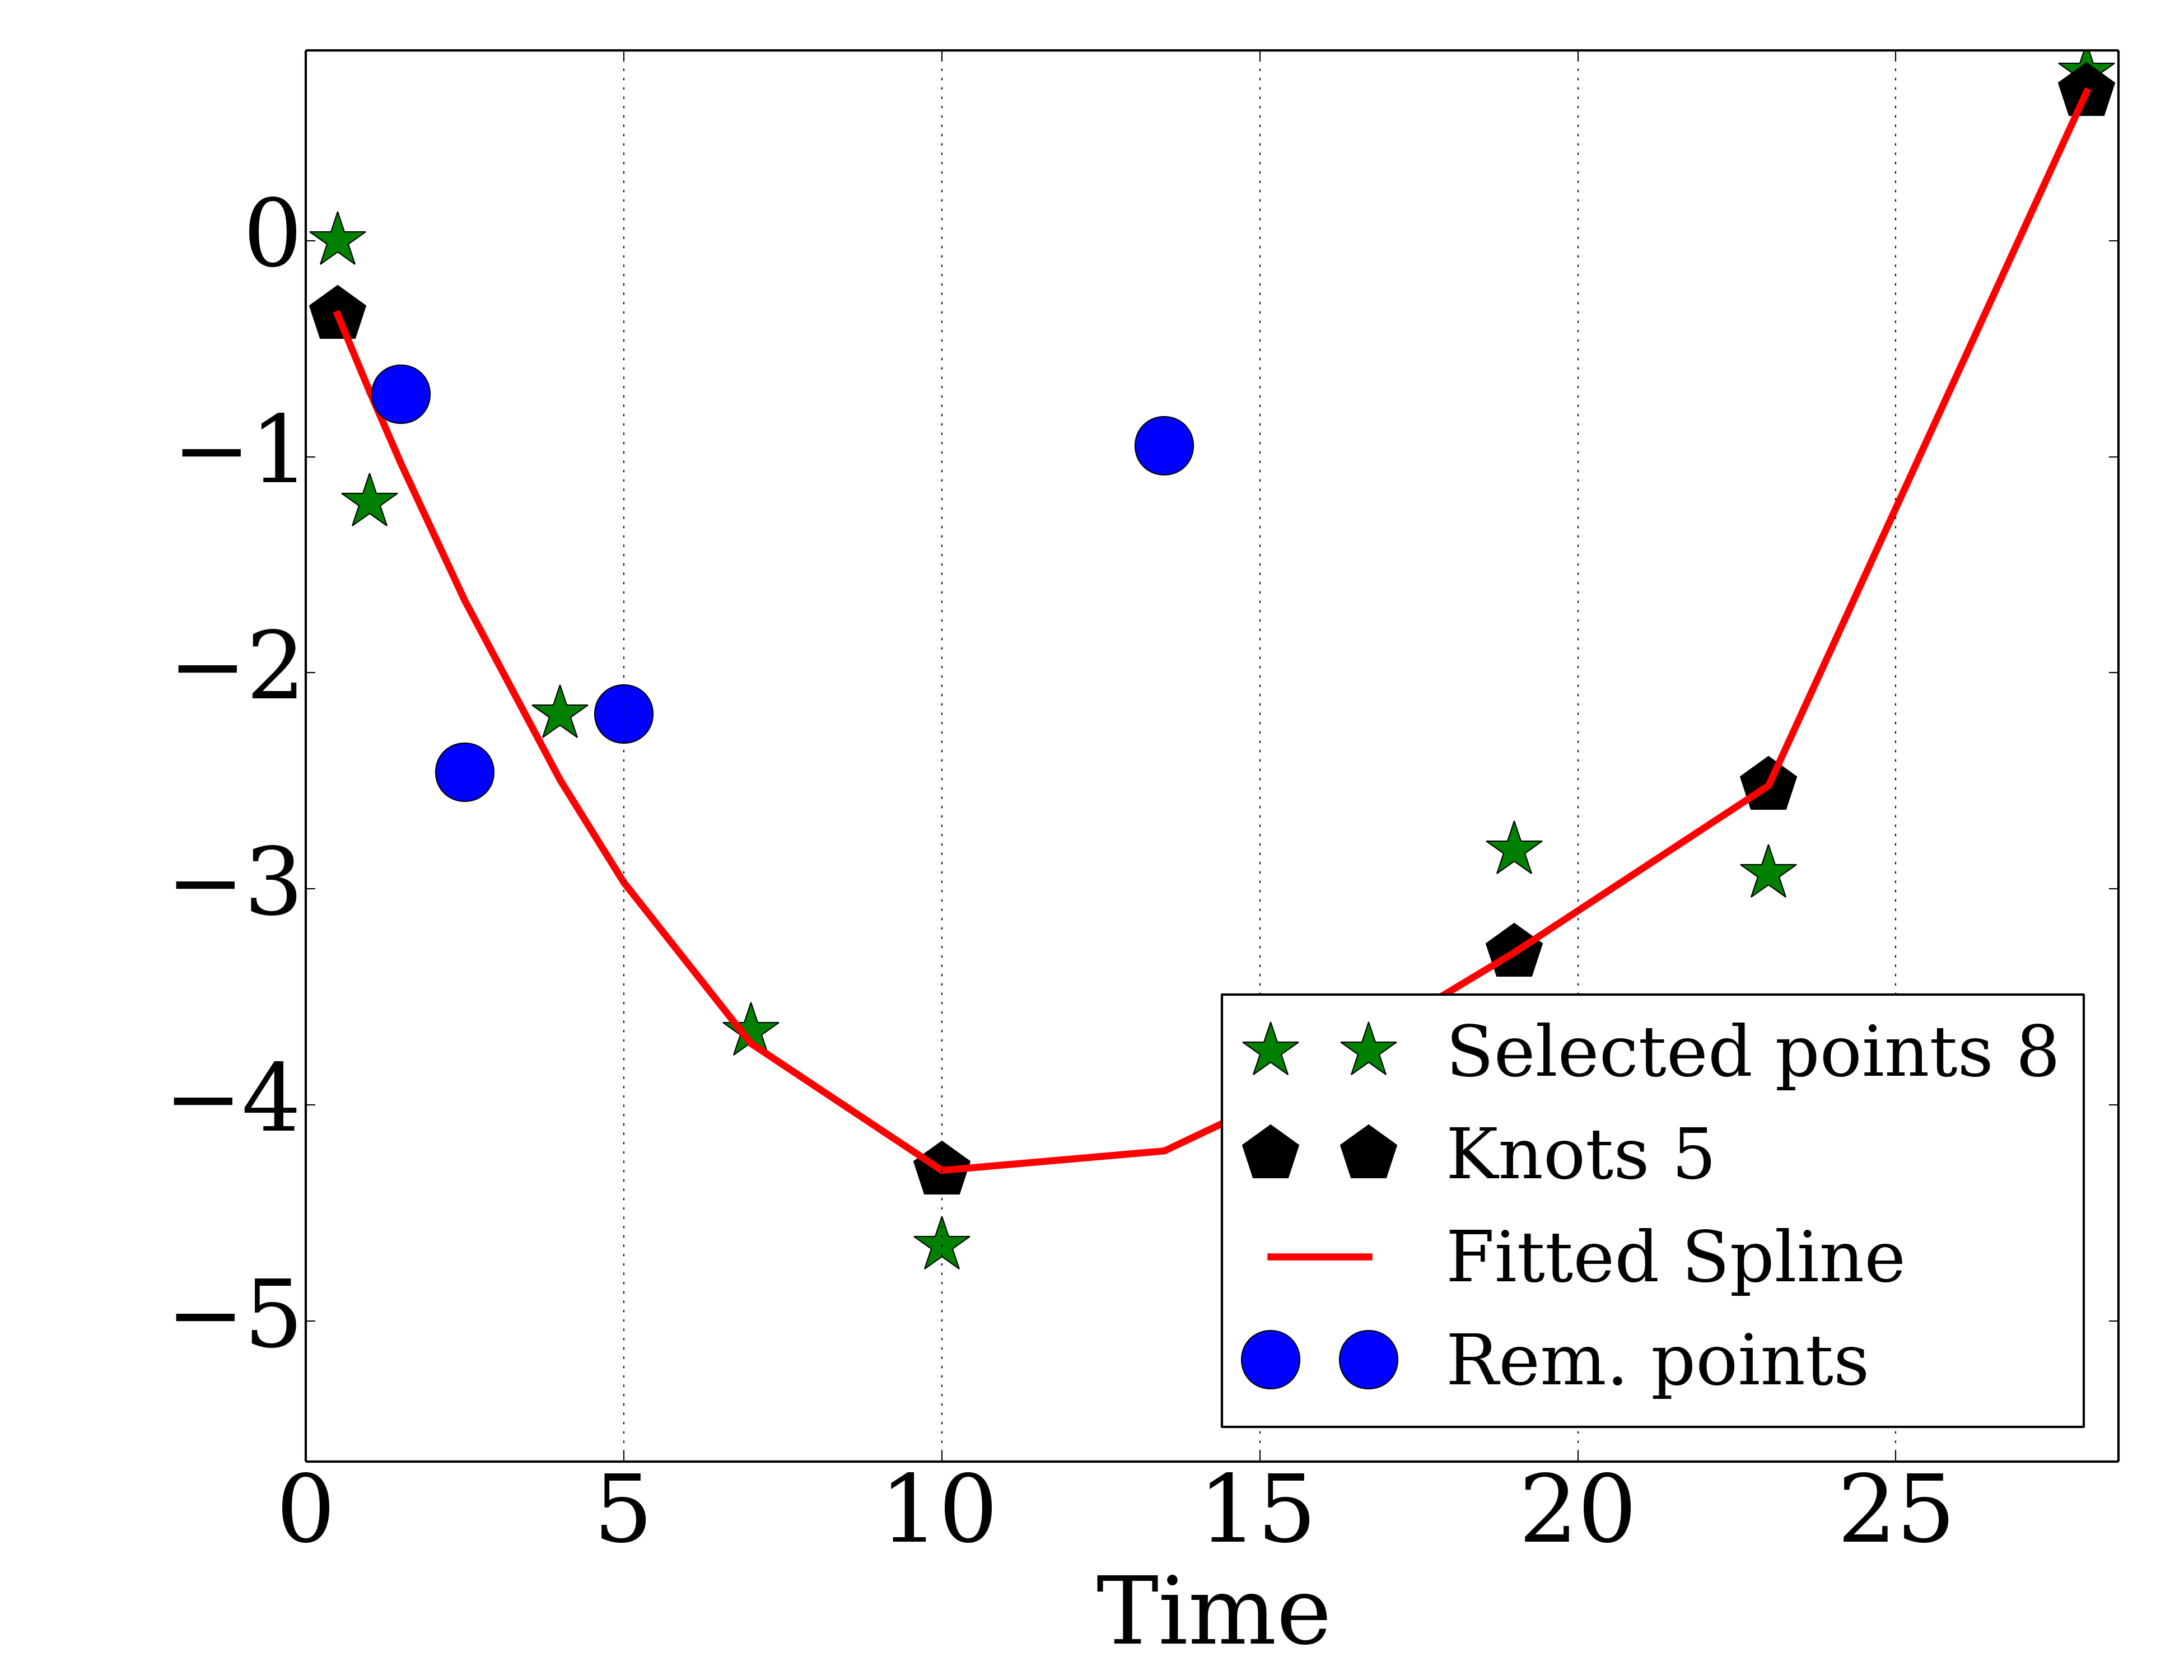 0
−1
−2
−3
−4
−5
Selected points 8
Knots 5
Fitted Spline
Rem. points
0 5 10 15 20 25
Time